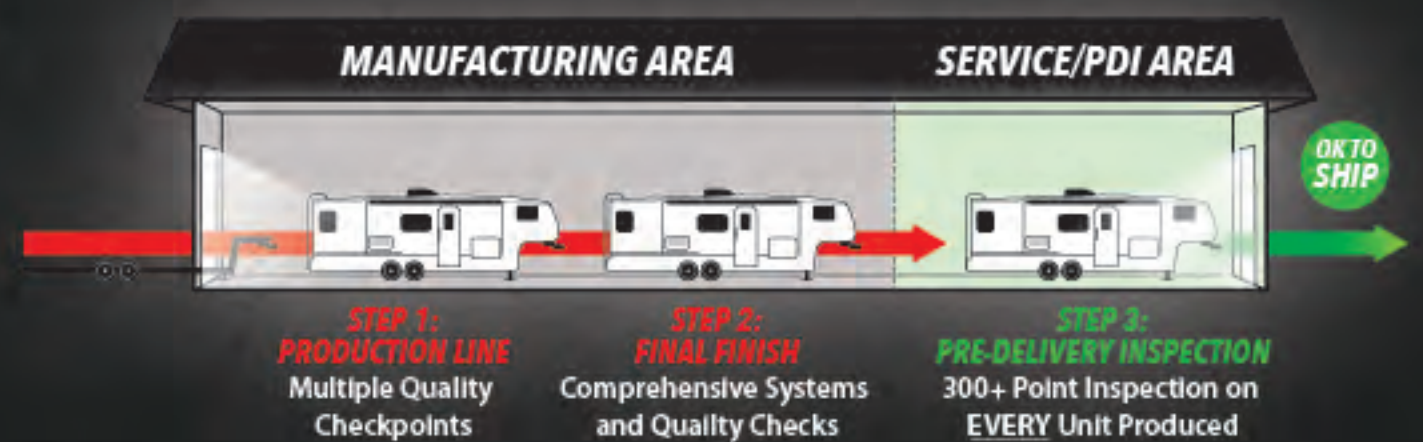 MANUFACTURING AREA
SERVICE/PDI AREA
OK TO
SHIP
STEP 1:
PRODUCTION LINE
Multiple Quality
Checkpoints
STEP 2:
FINAL FINISH
Comprehensive Systems
and Quality Checks
STEP 3:
PRE-DELIVERY INSPECTION
300+ Point Inspection on
EVERY Unit Produced